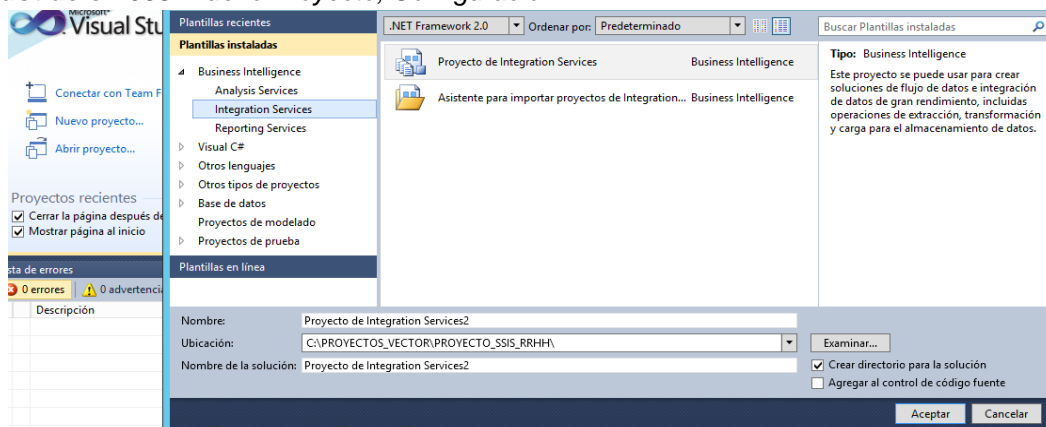 Microsoft®
Visual Stu
Conectar con Team F
Nuevo proyecto...
Abrir proyecto...
Proyectos recientes
Cerrar la página después de
Mostrar página al inicio
sta de errores
0 errores
0 advertencia
Descripción
Plantillas recientes
Plantillas instaladas
Business Intelligence
Analysis Services
Integration Services
Reporting Services
Visual C#
Otros lenguajes
Otros tipos de proyectos
Base de datos
Proyectos de modelado
Proyectos de prueba
Plantillas en línea
.NET Framework 2.0 Ordenar por: Predeterminado
Proyecto de Integration Services Business Intelligence
Asistente para importar proyectos de Integration... Business Intelligence
Buscar Plantillas instaladas
Tipo: Business Intelligence
Este proyecto se puede usar para crear
soluciones de flujo de datos e integración
de datos de gran rendimiento, incluidas
operaciones de extracción, transformación
y carga para el almacenamiento de datos.
Nombre: Proyecto de Integration Services2
Ubicación: C:\PROYECTOS_VECTOR\PROYECTO_SSIS_RRHH\
Examinar...
Nombre de la solución: Proyecto de Integration Services2
Crear directorio para la solución
Agregar al control de código fuente
Aceptar Cancelar